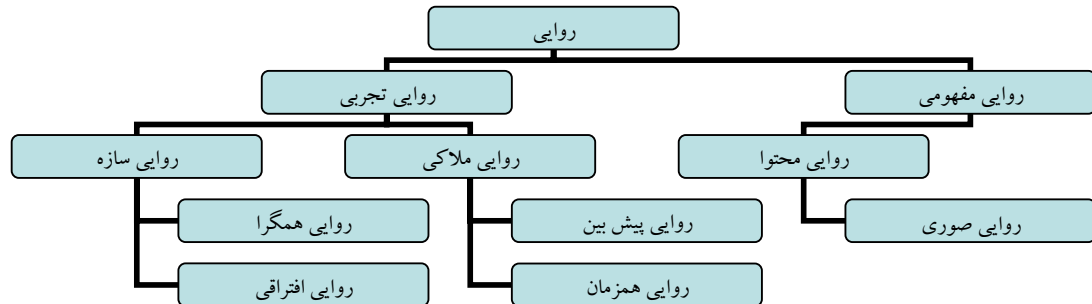 روایی
روایی مفهومی
روایی تجربی
روایی محتوا
روایی ملاکی
روایی سازه
روایی صوری
روایی پیش بین
روایی همگرا
روایی همزمان
روایی افتراقی